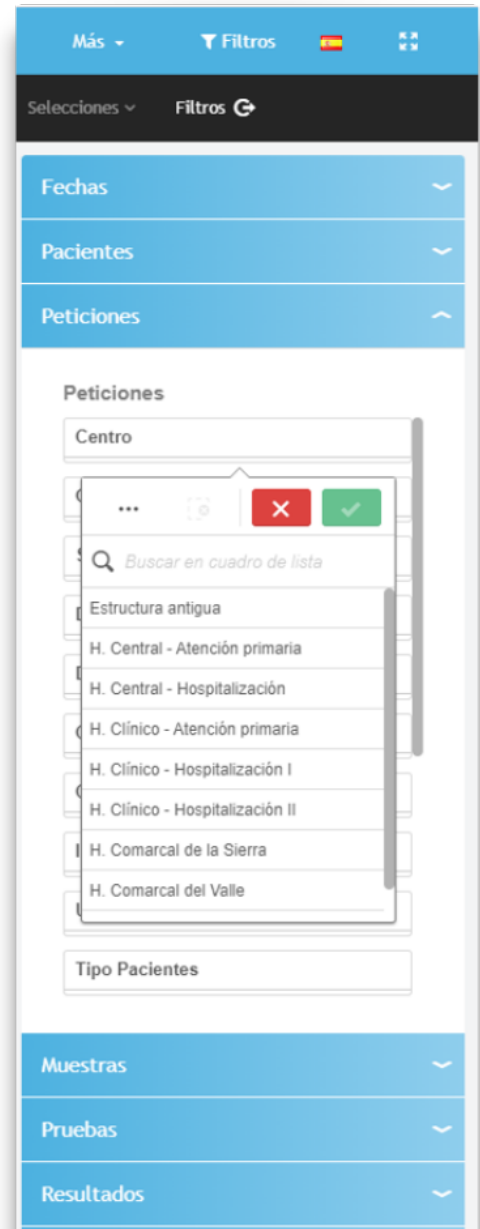 Más Filtros
Selecciones Filtros
Fechas
Pacientes
Peticiones
Peticiones
Centro
Buscar en cuadro de lista
Estructura antigua
H. Central - Atención primaria
H. Central - Hospitalización
H. Clínico - Atención primaria
H. Clínico - Hospitalización I
H. Clínico - Hospitalización II
H. Comarcal de la Sierra
H. Comarcal del Valle
Tipo Pacientes
Muestras
Pruebas
Resultados